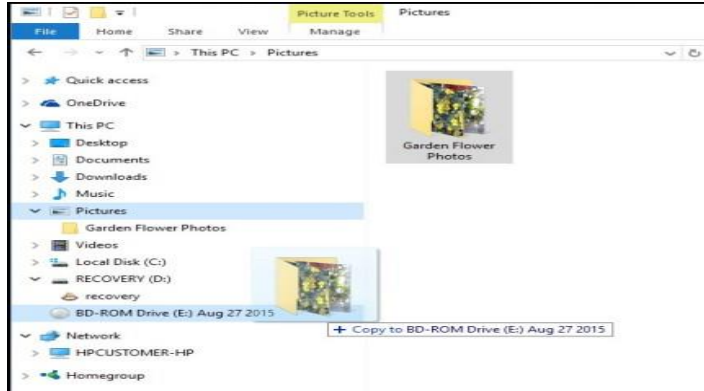 Picture Tools Pictures
File Home Share View Manage
This PC > Pictures
Quick access
OneDrive
This PC
Desktop
Documents
Downloads
Music
Pictures
Garden Flower Photos
Videos
Local Disk (C:)
RECOVERY (D:)
recovery
BD-ROM Drive (E:) Aug 27 2015
Network
HPCUSTOMER-HP
Homegroup
Garden Flower
Photos
+ Copy to BD-ROM Drive (E:) Aug 27 2015